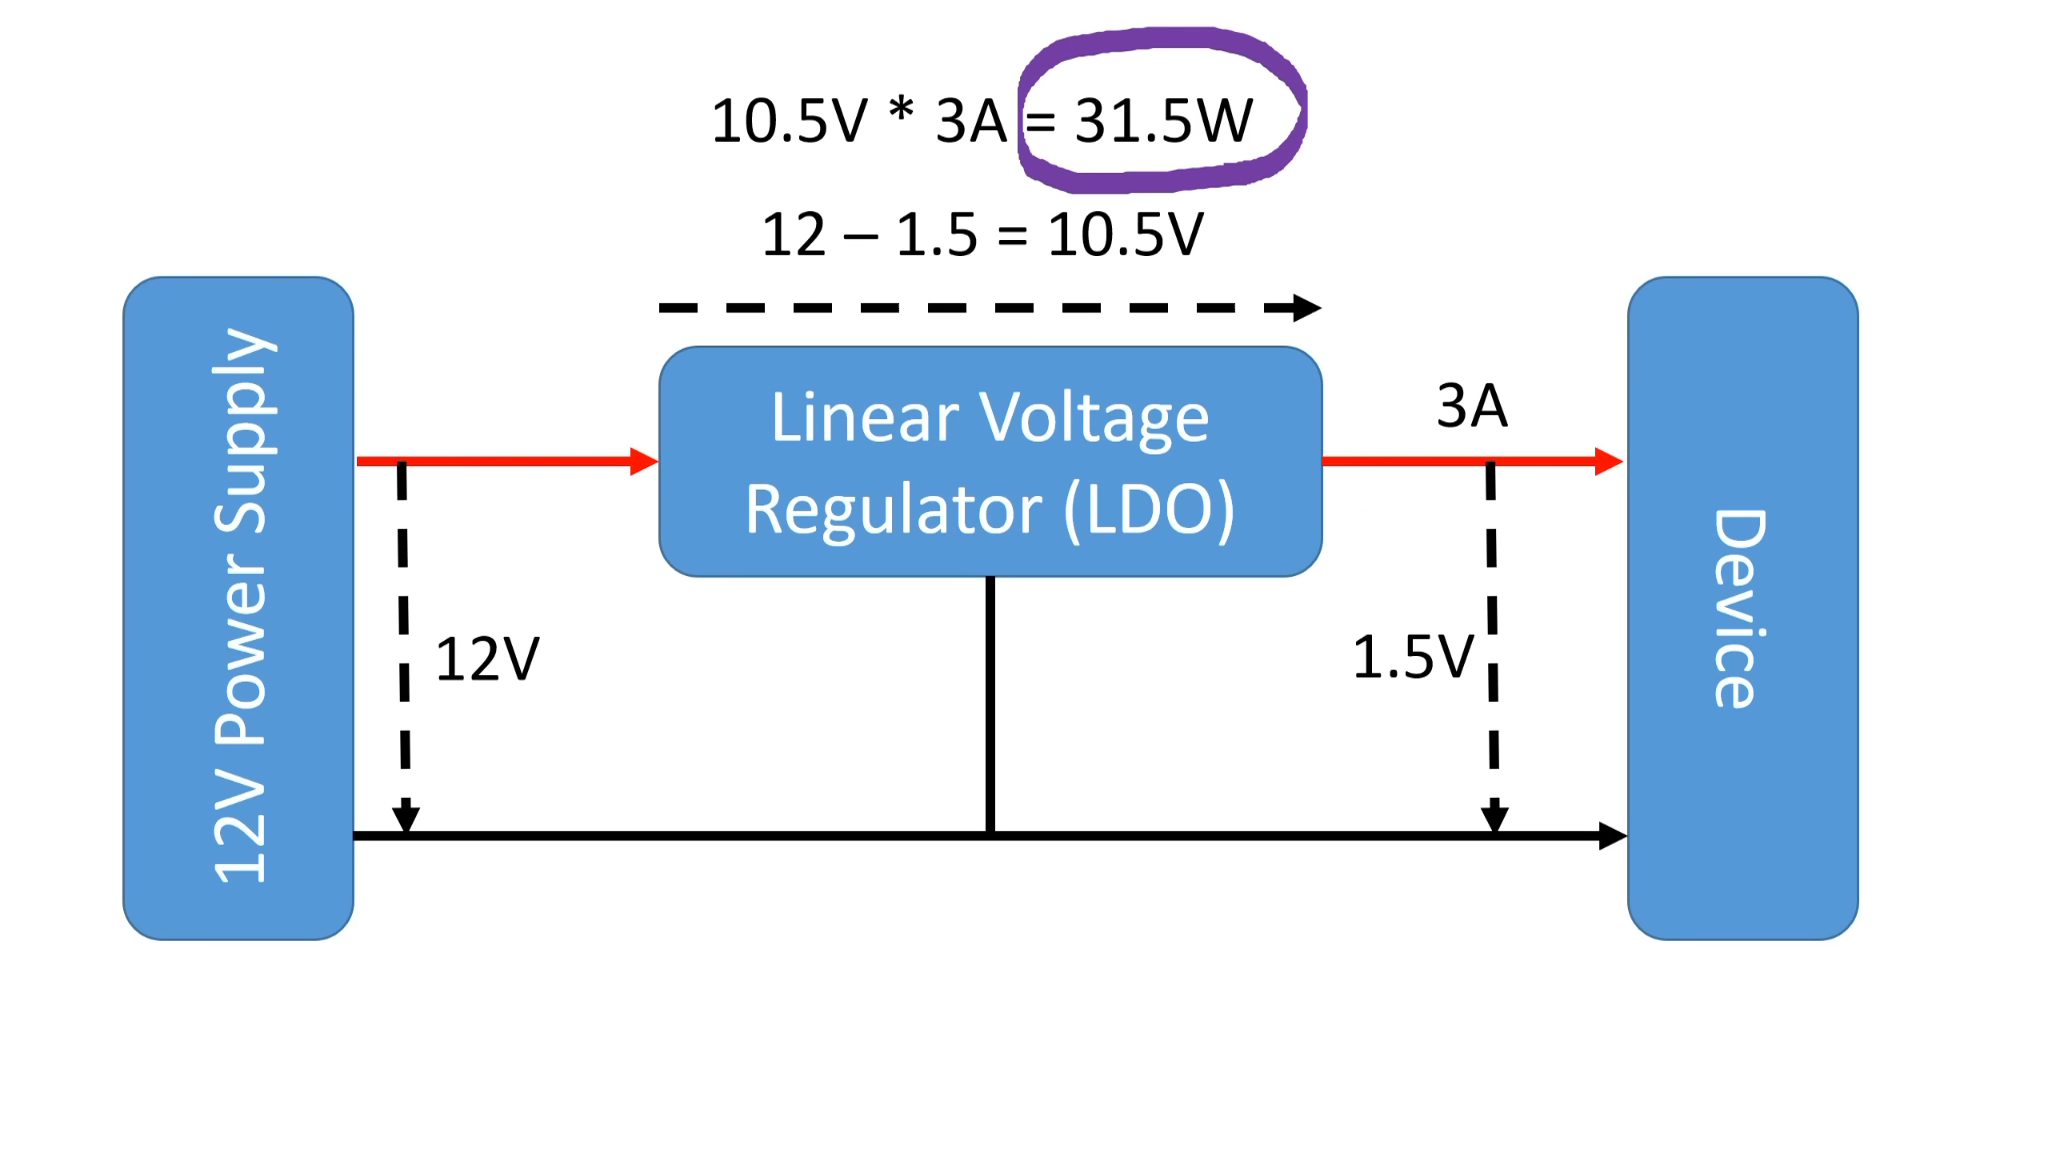 10.5V * 3A = 31.5W
12 – 1.5 = 10.5V
12V Power Supply
Linear Voltage
Regulator (LDO)
3A
12V
1.5V
Device